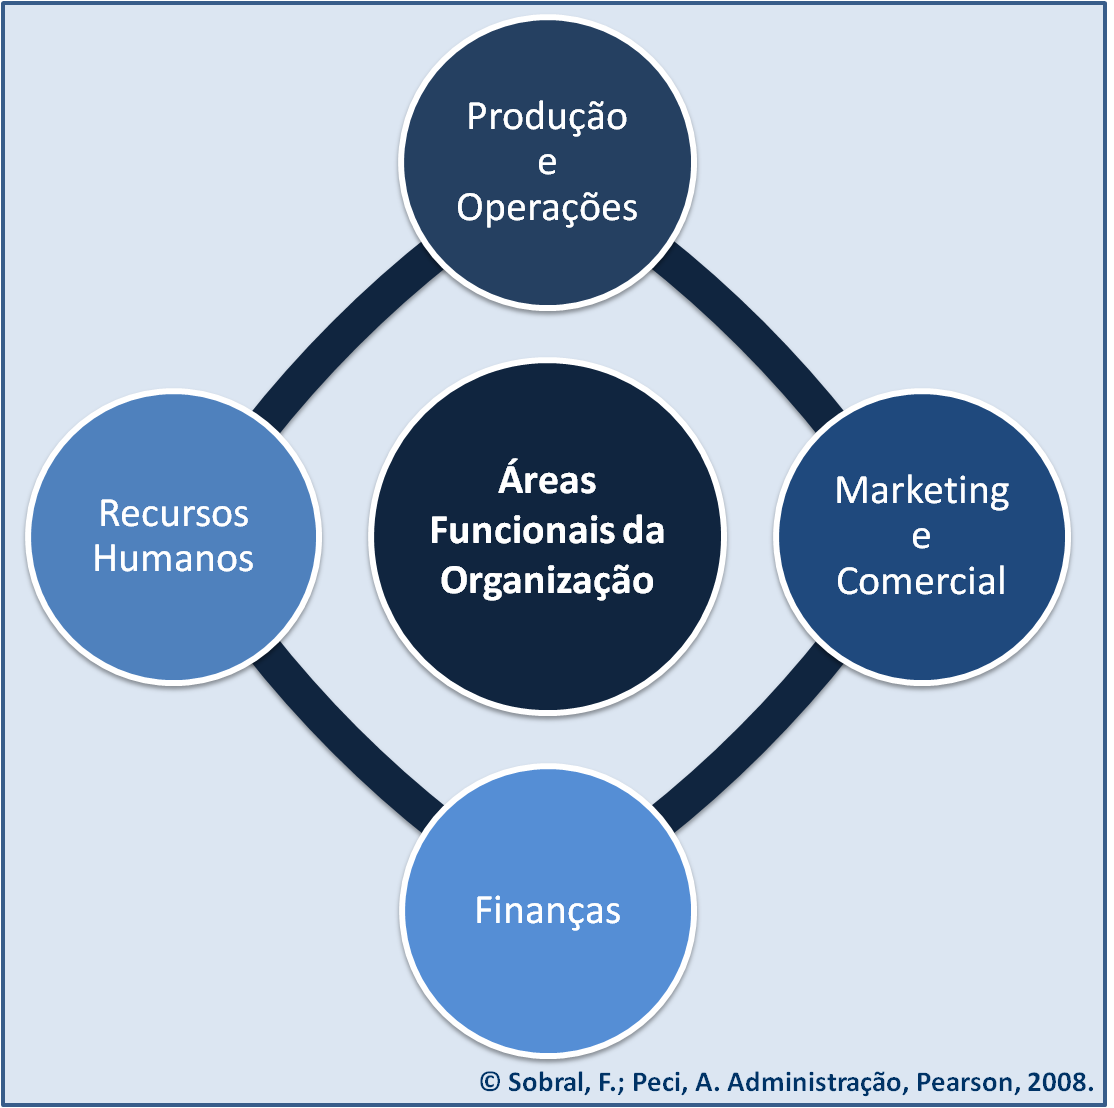 Produção
e
Operações
Recursos
Humanos
Áreas
Funcionais da
Organização
Marketing
e
Comercial
Finanças
© Sobral, F.; Peci, A. Administração, Pearson, 2008.